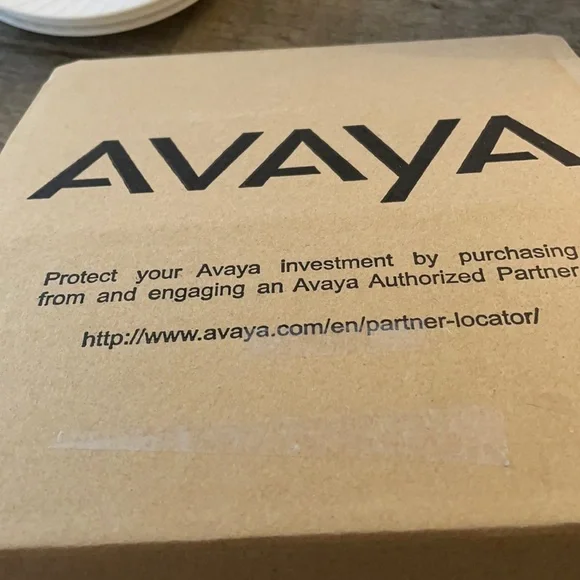 AVAYA
Protect your Avaya investment by purchasing
from and engaging an Avaya Authorized Partner
http://www.avaya.com/en/partner-locator/